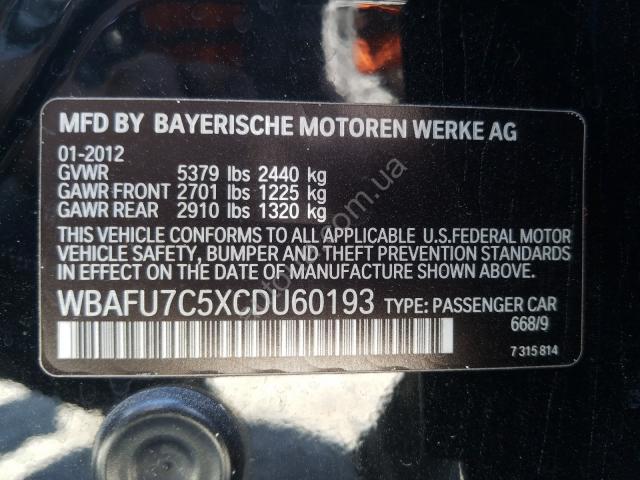 MFD BY BAYERISCHE MOTOREN WERKE AG
01-2012
GVWR 5379 lbs 2440 kg
GAWR FRONT 2701 lbs 1225 kg
GAWR REAR 2910 lbs 1320 kg
THIS VEHICLE CONFORMS TO ALL APPLICABLE U.S.FEDERAL MOTOR
VEHICLE SAFETY, BUMPER AND THEFT PREVENTION STANDARDS
IN EFFECT ON THE DATE OF MANUFACTURE SHOWN ABOVE.
WBAFU7C5XCDU60193 TYPE: PASSENGER CAR
668/9
7 315 814